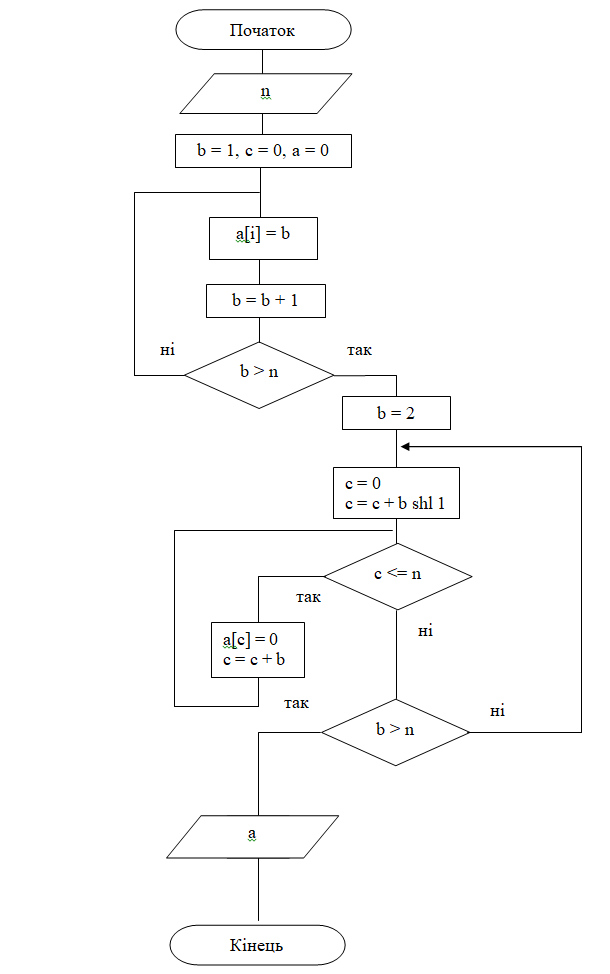 Початок
n
b = 1, c = 0, a = 0
a[i] = b
b = b + 1
ні
так
b > n
b = 2
c = 0
c = c + b shl 1
c <= n
так
ні
a[c] = 0
c = c + b
так
ні
b > n
a
Кінець